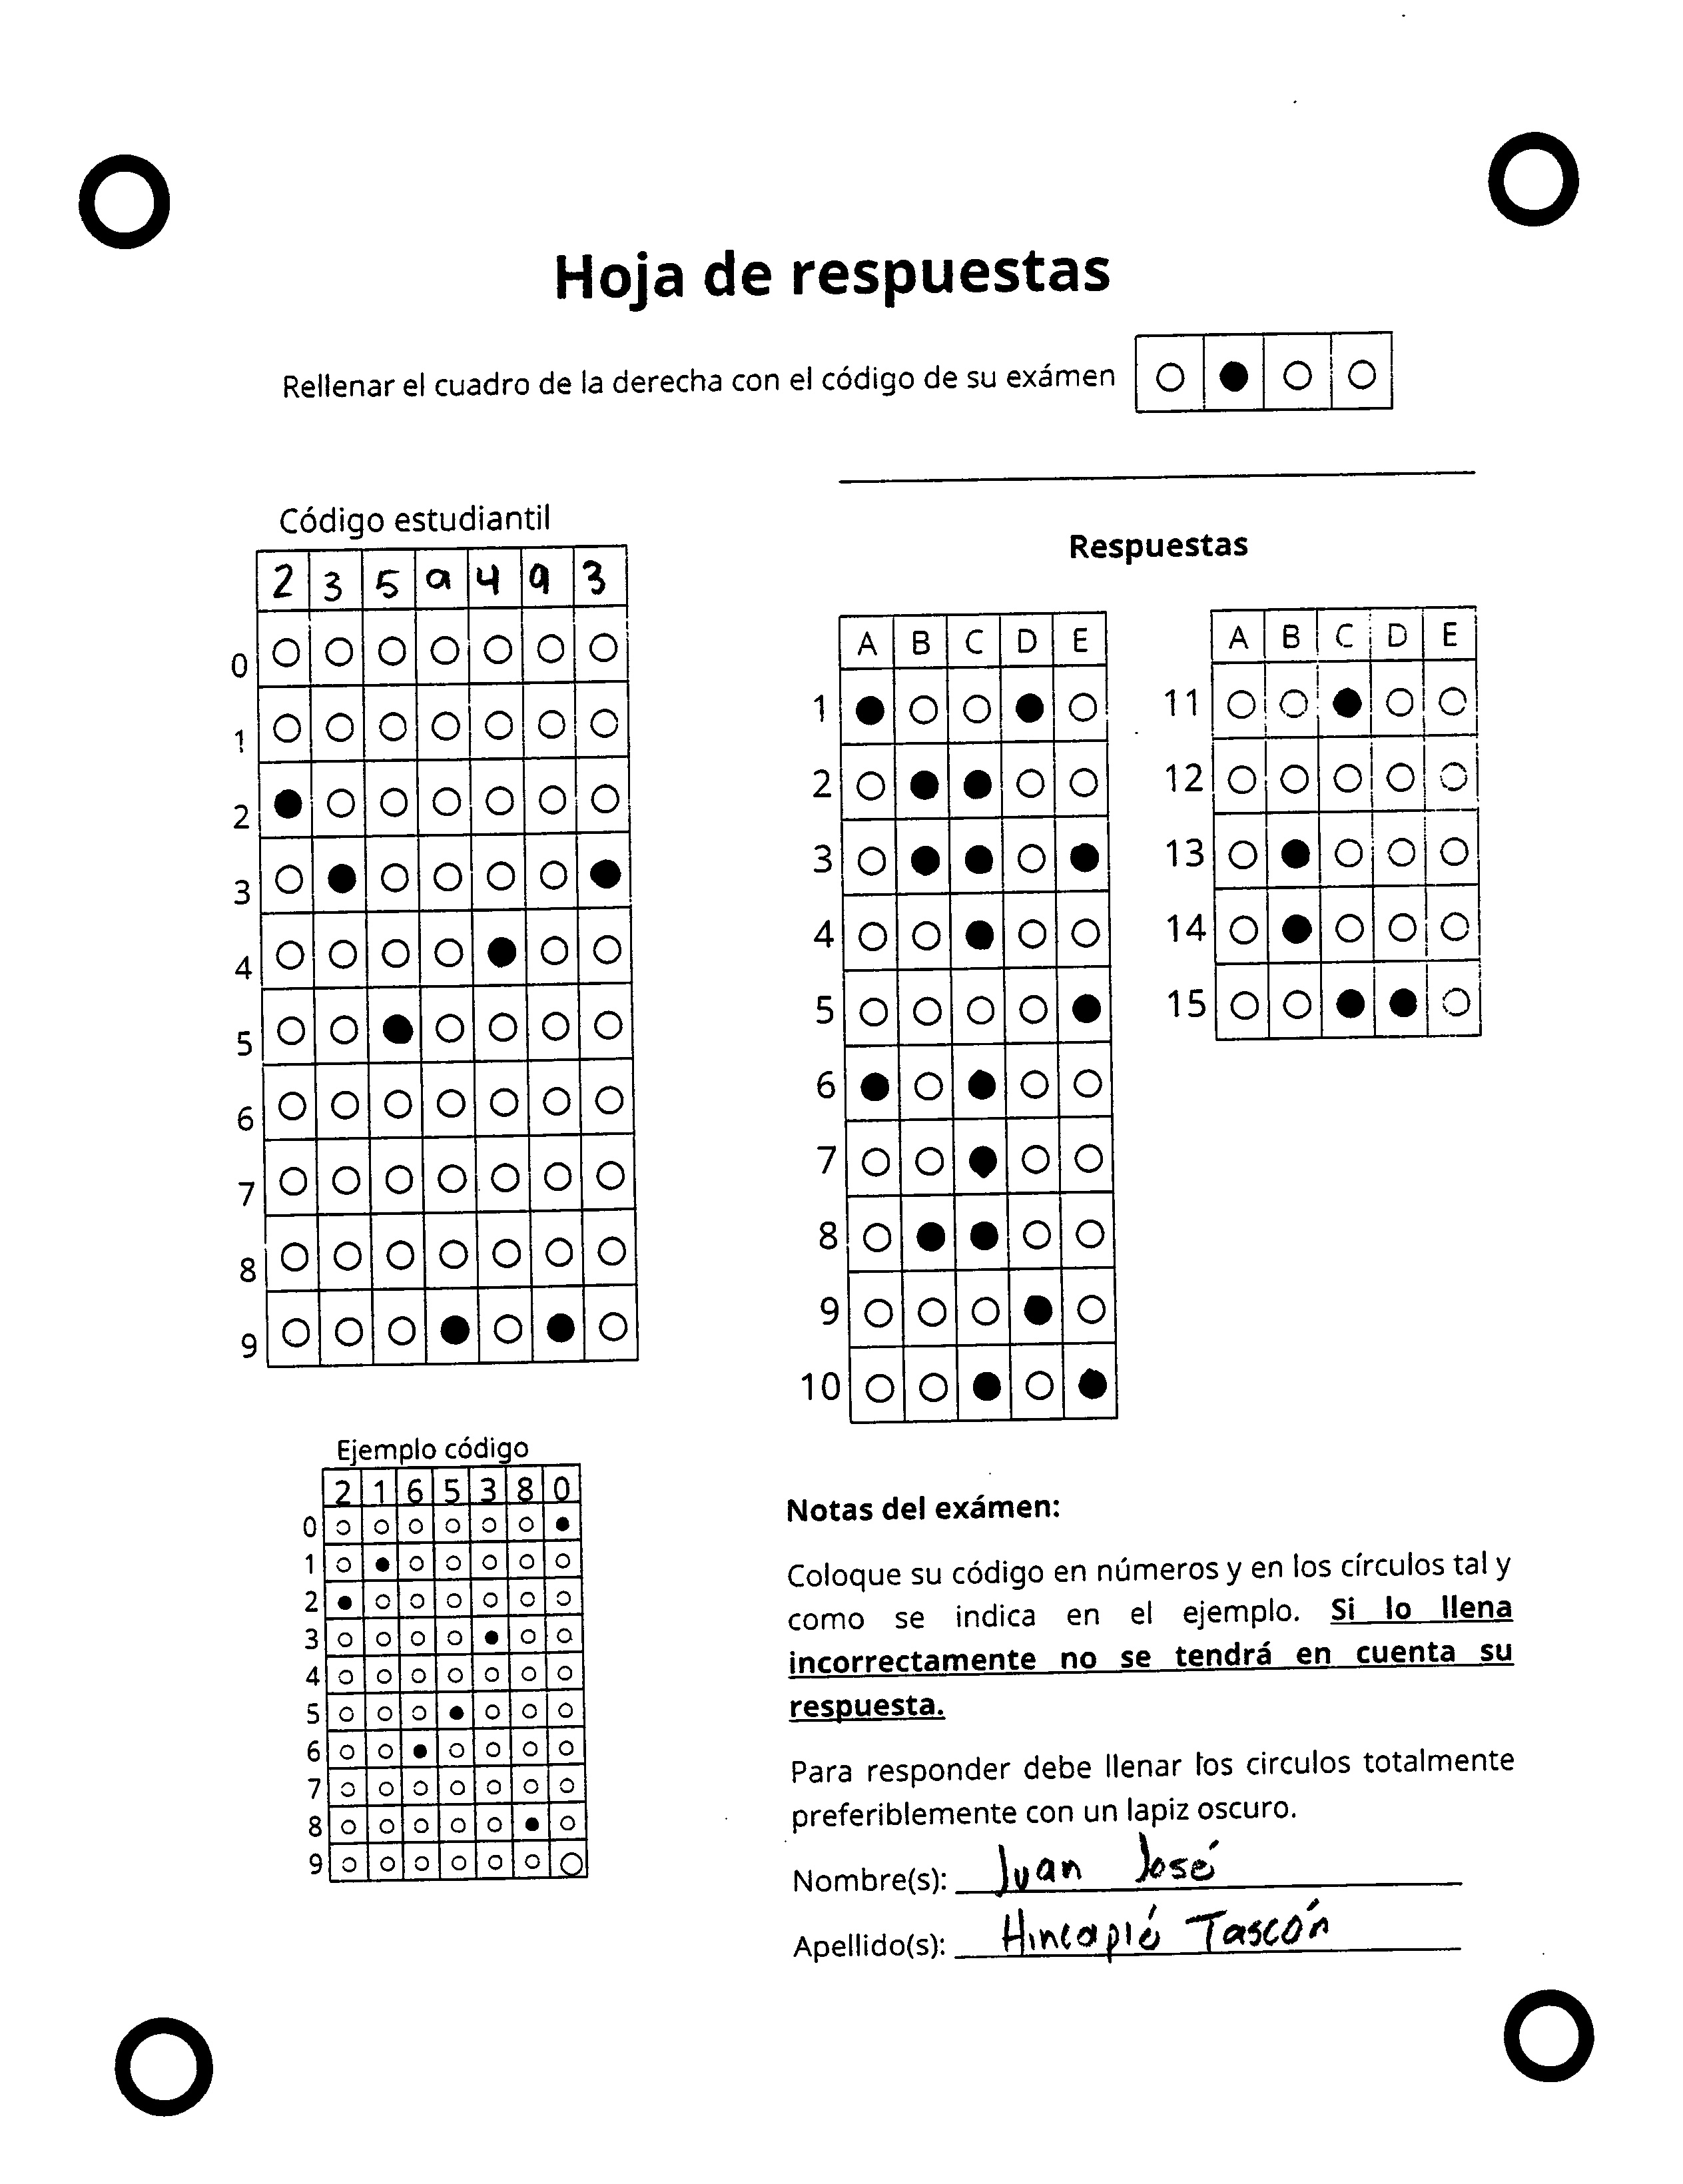 Hoja de respuestas
Rellenar el cuadro de la derecha con el código de su exámen
Código estudiantil
2 3 5 9 4 9 3
0
1
2
3
4
5
6
7
8
9
Respuestas
A B C D E
1
2
3
4
5
6
7
8
9
10
A B C D E
11
12
13
14
15
Ejemplo código
2 1 6 5 3 8 0
0
1
2
3
4
5
6
7
8
9
Notas del exámen:
Coloque su código en números y en los círculos tal y
como se indica en el ejemplo. Si lo llena
incorrectamente no se tendrá en cuenta su
respuesta.
Para responder debe llenar los circulos totalmente
preferiblemente con un lapiz oscuro.
Nombre(s): Juan José
Apellido(s): Hincapié Tascón